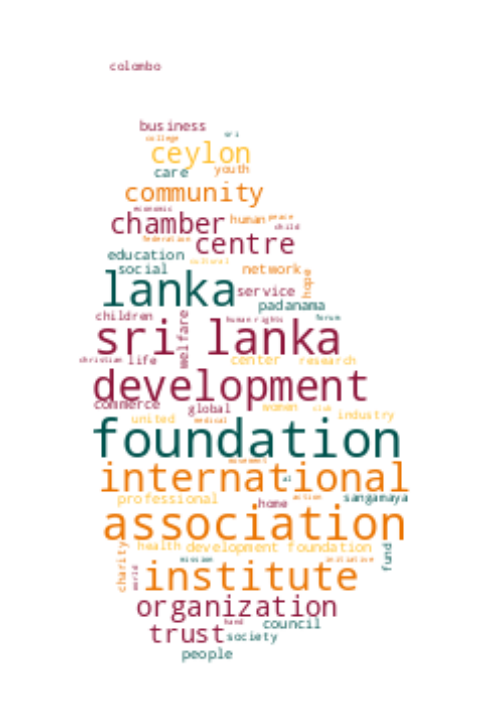 colombo
business
college sri
ceylon
care youth
community
economic
chamber human peace
child
federation centre
education cultural
social network
lanka service hope
padanama
children human rights forum
sri lanka welfare
christian life center research
development
commerce global women club industry
united medical
foundation
movement
international al
professional home action sangamaya
association
health development foundation
charity mission initiative fund
world institute
organization
hand council
trust society
people